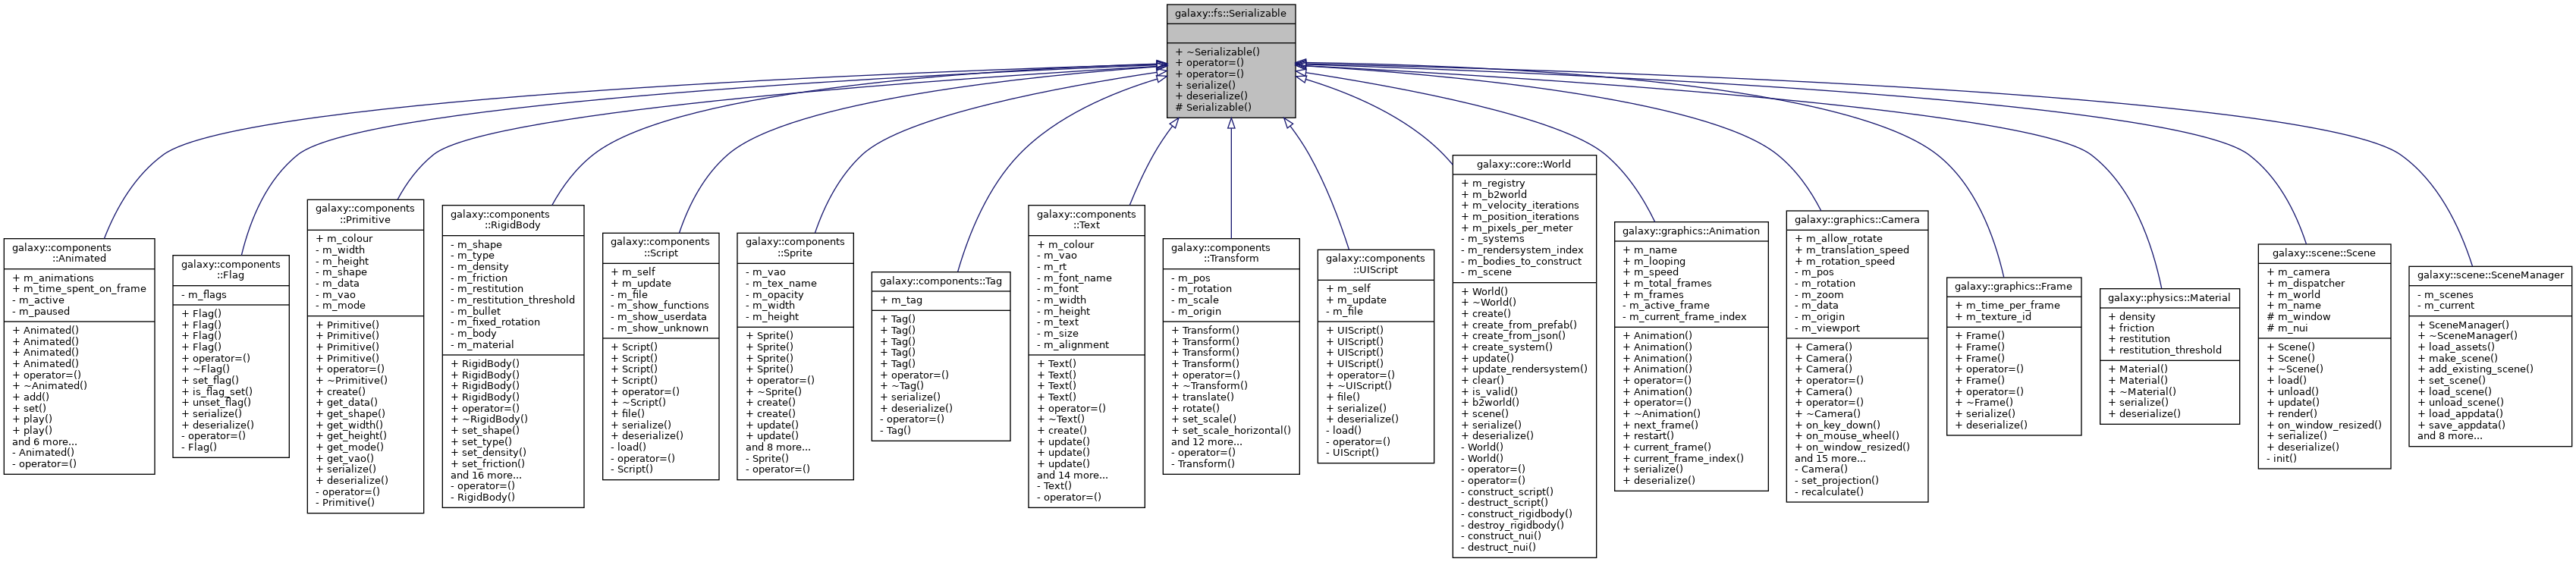 galaxy::fs::Serializable
+ ~Serializable()
+ operator=()
+ operator=()
+ serialize()
+ deserialize()
# Serializable()
galaxy::components
::Animated
+ m_animations
+ m_time_spent_on_frame
- m_active
- m_paused
+ Animated()
+ Animated()
+ Animated()
+ Animated()
+ operator=()
+ ~Animated()
+ add()
+ set()
+ play()
+ play()
and 6 more...
- Animated()
- operator=()
galaxy::components
::Flag
- m_flags
+ Flag()
+ Flag()
+ Flag()
+ Flag()
+ operator=()
+ ~Flag()
+ set_flag()
+ is_flag_set()
+ unset_flag()
+ serialize()
+ deserialize()
- operator=()
- Flag()
galaxy::components
::Primitive
+ m_colour
- m_width
- m_height
- m_shape
- m_data
- m_vao
- m_mode
+ Primitive()
+ Primitive()
+ Primitive()
+ Primitive()
+ operator=()
+ ~Primitive()
+ create()
+ get_data()
+ get_shape()
+ get_width()
+ get_height()
+ get_mode()
+ get_vao()
+ serialize()
+ deserialize()
- operator=()
- Primitive()
galaxy::components
::RigidBody
- m_shape
- m_type
- m_density
- m_friction
- m_restitution
- m_restitution_threshold
- m_bullet
- m_fixed_rotation
- m_body
- m_material
+ RigidBody()
+ RigidBody()
+ RigidBody()
+ RigidBody()
+ operator=()
+ ~RigidBody()
+ set_shape()
+ set_type()
+ set_density()
+ set_friction()
and 16 more...
- operator=()
- RigidBody()
galaxy::components
::Script
+ m_self
+ m_update
- m_file
- m_show_functions
- m_show_userdata
- m_show_unknown
+ Script()
+ Script()
+ Script()
+ Script()
+ operator=()
+ ~Script()
+ file()
+ serialize()
+ deserialize()
- load()
- operator=()
- Script()
galaxy::components
::Sprite
- m_vao
- m_tex_name
- m_opacity
- m_width
- m_height
+ Sprite()
+ Sprite()
+ Sprite()
+ Sprite()
+ operator=()
+ ~Sprite()
+ create()
+ create()
+ update()
+ update()
and 8 more...
- Sprite()
- operator=()
galaxy::components::Tag
+ m_tag
+ Tag()
+ Tag()
+ Tag()
+ Tag()
+ Tag()
+ operator=()
+ ~Tag()
+ serialize()
+ deserialize()
- operator=()
- Tag()
galaxy::components
::Text
+ m_colour
- m_vao
- m_rt
- m_font_name
- m_font
- m_width
- m_height
- m_text
- m_size
- m_alignment
+ Text()
+ Text()
+ Text()
+ Text()
+ operator=()
+ ~Text()
+ create()
+ update()
+ update()
+ update()
and 14 more...
- Text()
- operator=()
galaxy::components
::Transform
- m_pos
- m_rotation
- m_scale
- m_origin
+ Transform()
+ Transform()
+ Transform()
+ Transform()
+ operator=()
+ ~Transform()
+ translate()
+ rotate()
+ set_scale()
+ set_scale_horizontal()
and 12 more...
- operator=()
- Transform()
galaxy::components
::UIScript
+ m_self
+ m_update
- m_file
+ UIScript()
+ UIScript()
+ UIScript()
+ UIScript()
+ operator=()
+ ~UIScript()
+ file()
+ serialize()
+ deserialize()
- load()
- operator=()
- UIScript()
galaxy::core::World
+ m_registry
+ m_b2world
+ m_velocity_iterations
+ m_position_iterations
+ m_pixels_per_meter
- m_systems
- m_rendersystem_index
- m_bodies_to_construct
- m_scene
+ World()
+ ~World()
+ create()
+ create_from_prefab()
+ create_from_json()
+ create_system()
+ update()
+ update_rendersystem()
+ clear()
+ is_valid()
+ b2world()
+ scene()
+ serialize()
+ deserialize()
- World()
- World()
- operator=()
- operator=()
- construct_script()
- destruct_script()
- construct_rigidbody()
- destroy_rigidbody()
- construct_nui()
- destruct_nui()
galaxy::graphics::Animation
+ m_name
+ m_looping
+ m_speed
+ m_total_frames
+ m_frames
- m_active_frame
- m_current_frame_index
+ Animation()
+ Animation()
+ Animation()
+ Animation()
+ operator=()
+ Animation()
+ operator=()
+ ~Animation()
+ next_frame()
+ restart()
+ current_frame()
+ current_frame_index()
+ serialize()
+ deserialize()
galaxy::graphics::Camera
+ m_allow_rotate
+ m_translation_speed
+ m_rotation_speed
- m_pos
- m_rotation
- m_zoom
- m_data
- m_origin
- m_viewport
+ Camera()
+ Camera()
+ Camera()
+ operator=()
+ Camera()
+ operator=()
+ ~Camera()
+ on_key_down()
+ on_mouse_wheel()
+ on_window_resized()
and 15 more...
- Camera()
- set_projection()
- recalculate()
galaxy::graphics::Frame
+ m_time_per_frame
+ m_texture_id
+ Frame()
+ Frame()
+ Frame()
+ operator=()
+ Frame()
+ operator=()
+ ~Frame()
+ serialize()
+ deserialize()
galaxy::physics::Material
+ density
+ friction
+ restitution
+ restitution_threshold
+ Material()
+ Material()
+ ~Material()
+ serialize()
+ deserialize()
galaxy::scene::Scene
+ m_camera
+ m_dispatcher
+ m_world
+ m_name
# m_window
# m_nui
+ Scene()
+ Scene()
+ ~Scene()
+ load()
+ unload()
+ update()
+ render()
+ on_window_resized()
+ serialize()
+ deserialize()
- init()
galaxy::scene::SceneManager
- m_scenes
- m_current
+ SceneManager()
+ ~SceneManager()
+ load_assets()
+ make_scene()
+ add_existing_scene()
+ set_scene()
+ load_scene()
+ unload_scene()
+ load_appdata()
+ save_appdata()
and 8 more...